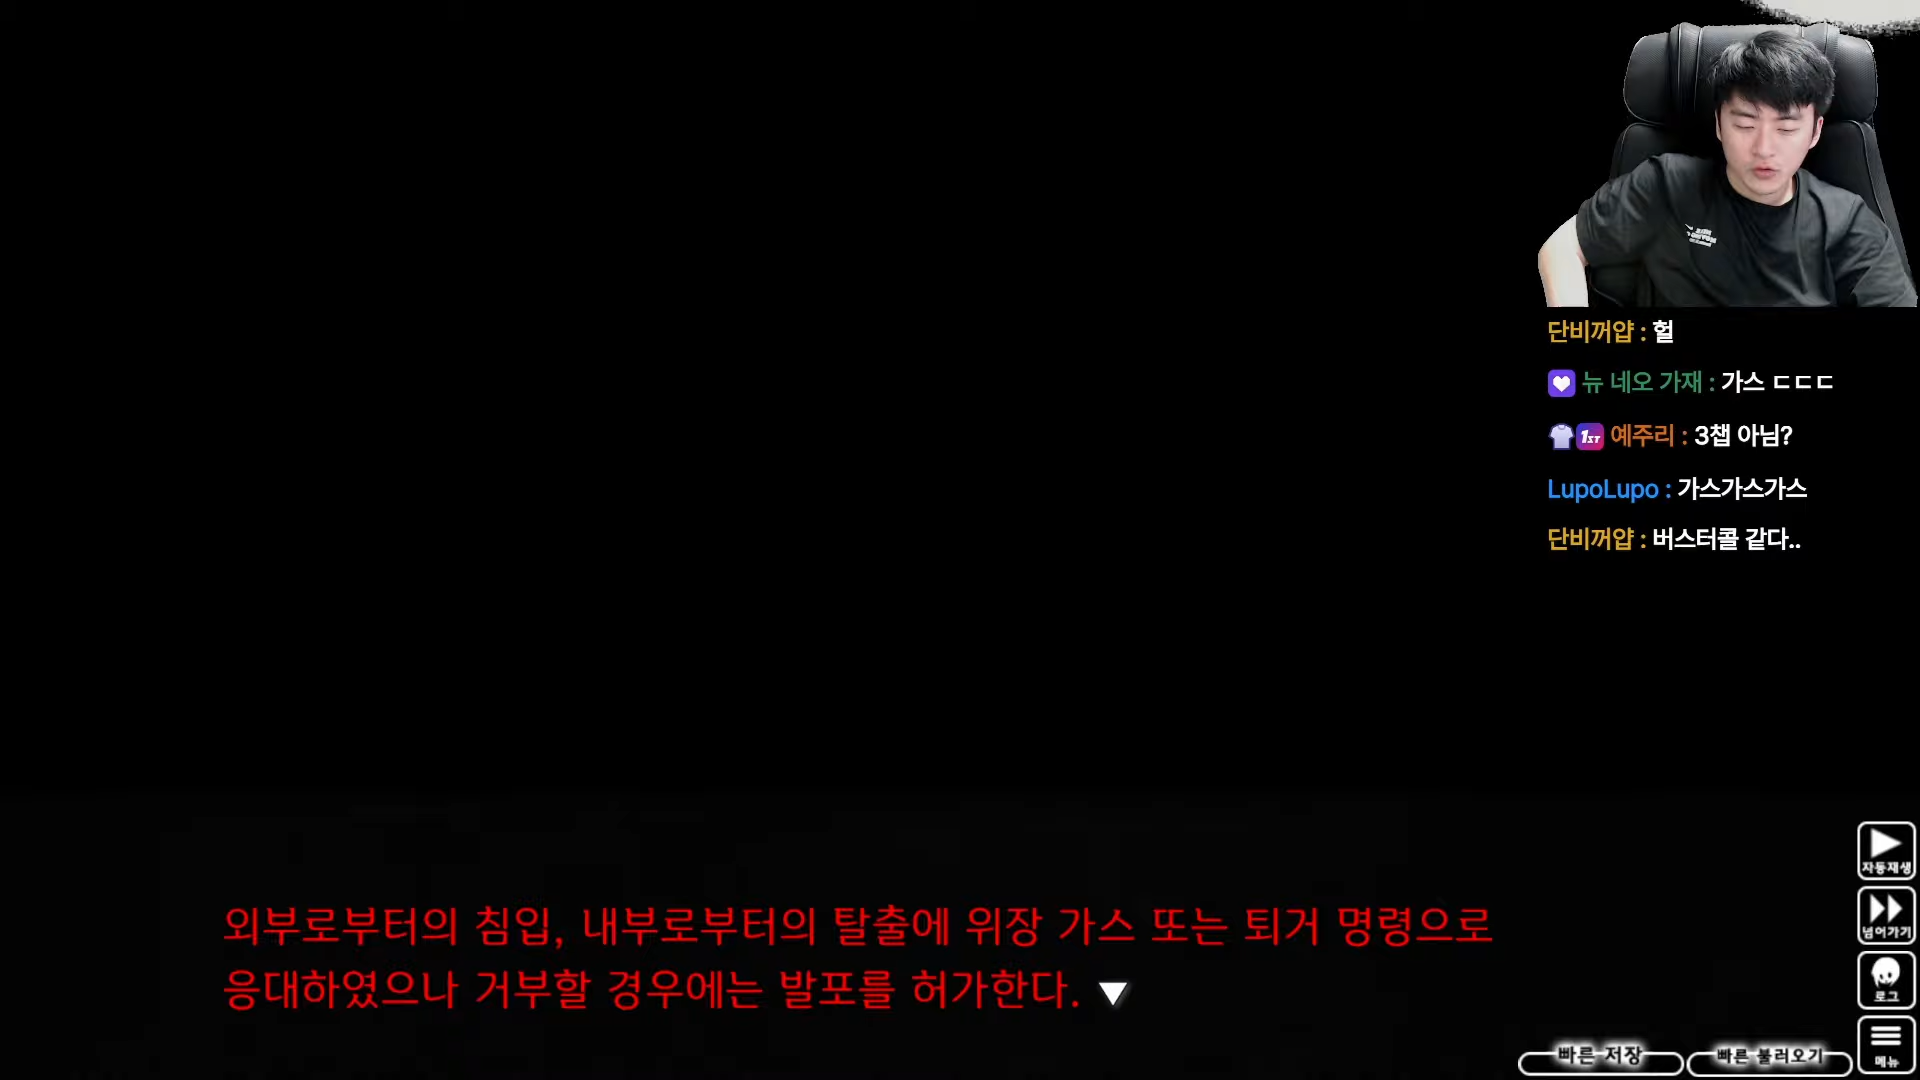 단비꺼얍 : 헐
뉴 네오 가재 : 가스 ㄷㄷㄷ
1ST 예주리 : 3챕 아님?
LupoLupo : 가스가스가스
단비꺼얍 : 버스터콜 같다..
외부로부터의 침입, 내부로부터의 탈출에 위장 가스 또는 퇴거 명령으로
응대하였으나 거부할 경우에는 발포를 허가한다.
자동재생
넘어가기
로그
메뉴
빠른 저장
빠른 불러오기